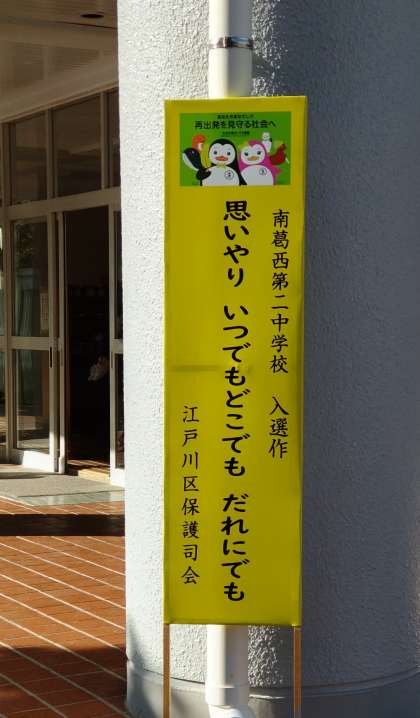 再出発を見守る社会へ
南葛西第二中学校 入選作
思いやり いつでもどこでも だれにでも
江戸川区保護司会